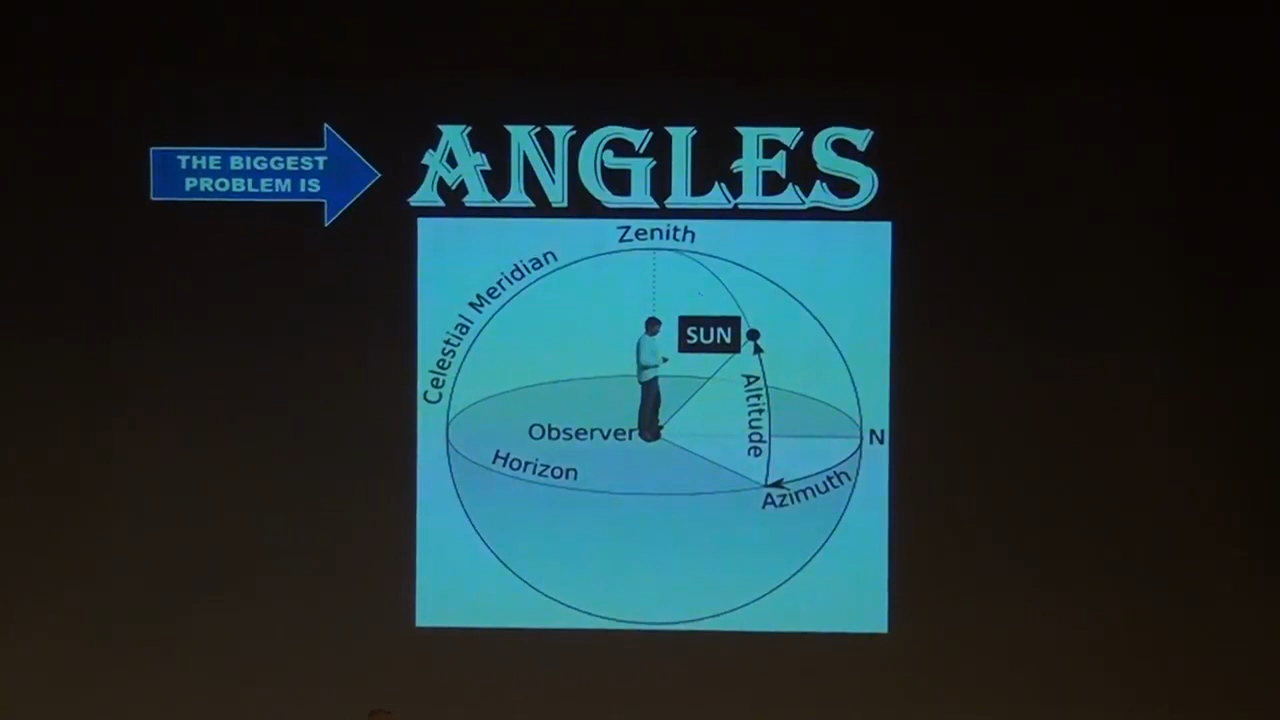 THE BIGGEST
PROBLEM IS
ANGLES
Zenith
Celestial Meridian
SUN
Altitude
Observer
N
Horizon
Azimuth